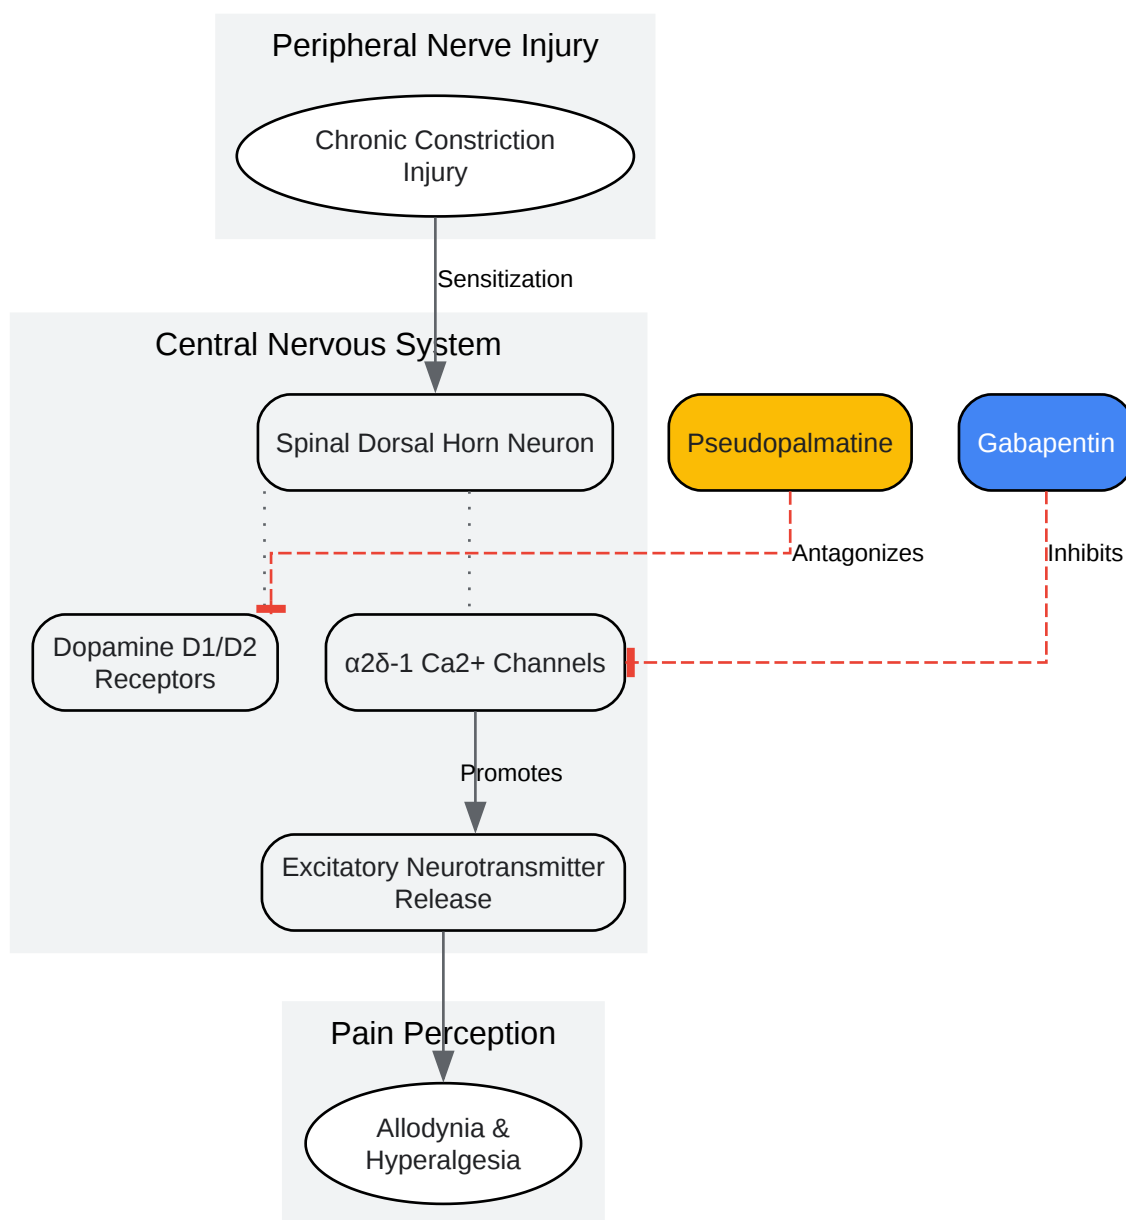 Peripheral Nerve Injury
Chronic Constriction
Injury
Sensitization
Central Nervous System
Spinal Dorsal Horn Neuron
Pseudopalmatine
Gabapentin
Antagonizes
Inhibits
Dopamine D1/D2
Receptors
α2δ-1 Ca2+ Channels
Promotes
Excitatory Neurotransmitter
Release
Pain Perception
Allodynia &
Hyperalgesia